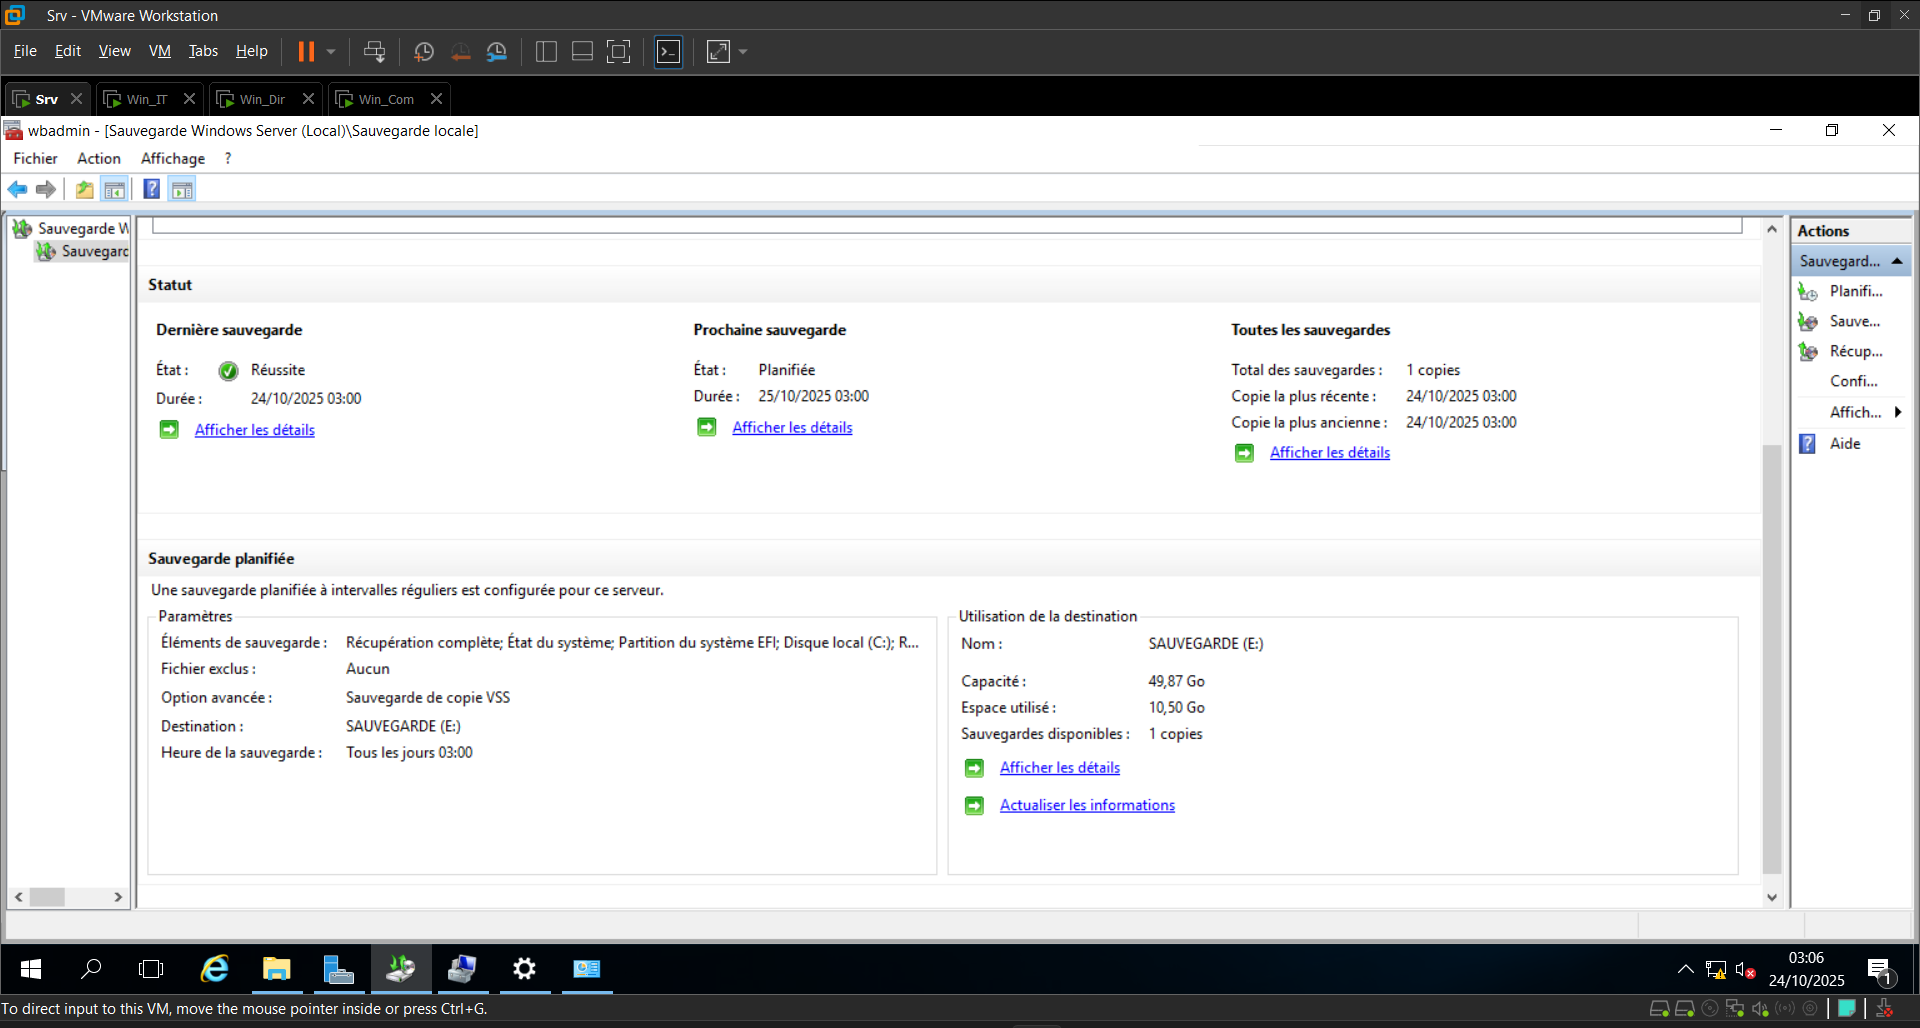 Srv - VMware Workstation
File Edit View VM Tabs Help
Srv Win_IT Win_Dir Win_Com
wbadmin - [Sauvegarde Windows Server (Local)\Sauvegarde locale]
Fichier Action Affichage ?
Sauvegarde W
Sauvegard
Statut
Dernière sauvegarde
État : Réussite
Durée : 24/10/2025 03:00
Afficher les détails
Prochaine sauvegarde
État : Planifiée
Durée : 25/10/2025 03:00
Afficher les détails
Toutes les sauvegardes
Total des sauvegardes : 1 copies
Copie la plus récente : 24/10/2025 03:00
Copie la plus ancienne : 24/10/2025 03:00
Afficher les détails
Sauvegarde planifiée
Une sauvegarde planifiée à intervalles réguliers est configurée pour ce serveur.
Paramètres
Éléments de sauvegarde : Récupération complète; État du système; Partition du système EFI; Disque local (C:); R...
Fichier exclus : Aucun
Option avancée : Sauvegarde de copie VSS
Destination : SAUVEGARDE (E:)
Heure de la sauvegarde : Tous les jours 03:00
Utilisation de la destination
Nom : SAUVEGARDE (E:)
Capacité : 49,87 Go
Espace utilisé : 10,50 Go
Sauvegardes disponibles : 1 copies
Afficher les détails
Actualiser les informations
Actions
Sauvegard...
Planifi...
Sauve...
Récup...
Confi...
Affich...
Aide
03:06
24/10/2025
1
To direct input to this VM, move the mouse pointer inside or press Ctrl+G.